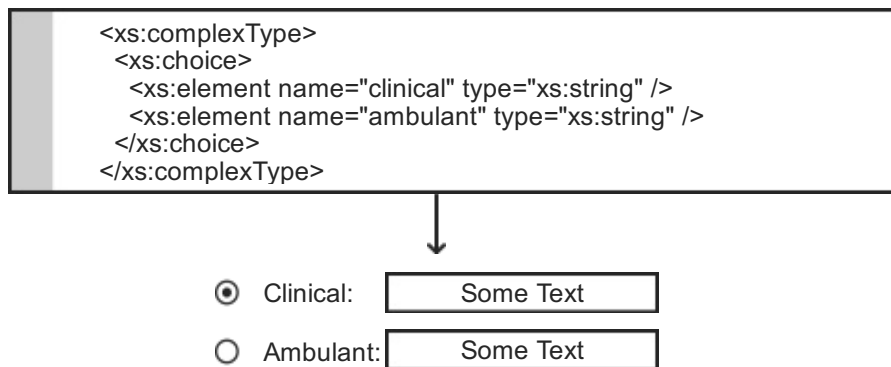 <xs:complexType>
<xs:choice>
<xs:element name="clinical" type="xs:string" />
<xs:element name="ambulant" type="xs:string" />
</xs:choice>
</xs:complexType>
Clinical: Some Text
Ambulant: Some Text